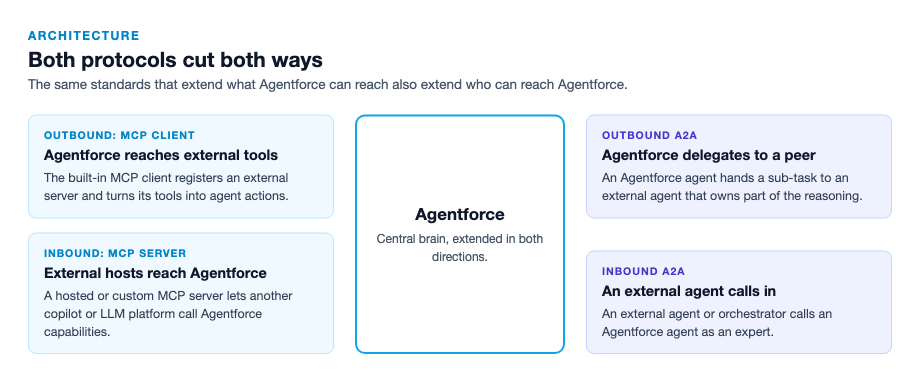 ARCHITECTURE
Both protocols cut both ways
The same standards that extend what Agentforce can reach also extend who can reach Agentforce.
OUTBOUND: MCP CLIENT
Agentforce reaches external tools
The built-in MCP client registers an external
server and turns its tools into agent actions.
INBOUND: MCP SERVER
External hosts reach Agentforce
A hosted or custom MCP server lets another
copilot or LLM platform call Agentforce
capabilities.
Agentforce
Central brain, extended in both
directions.
OUTBOUND A2A
Agentforce delegates to a peer
An Agentforce agent hands a sub-task to an
external agent that owns part of the reasoning.
INBOUND A2A
An external agent calls in
An external agent or orchestrator calls an
Agentforce agent as an expert.